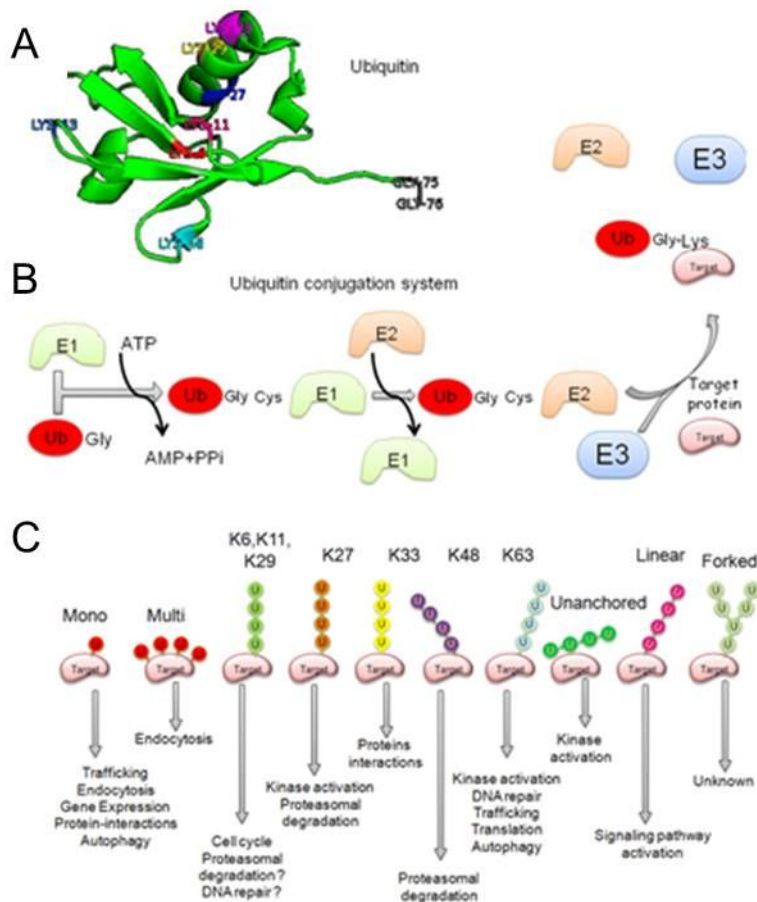 A
Ubiquitin
27
GLY-75
GLY-76
E2
E3
Ub Gly-Lys
Target
B
Ubiquitin conjugation system
E1
ATP
Ub Gly
AMP+PPi
Ub Gly Cys
E1
E2
E1
Ub Gly Cys
E2
E3
Target
protein
Target
C
K6,K11,
K29
K27
K33
K48
K63
Linear
Forked
Mono
Multi
Unanchored
U U U U
U U U U
U U U U
U U U U
U U U U
U U U U
U U U U
Target
Target
Target
Target
Target
Target
Target
Target
Target
Target
Trafficking
Endocytosis
Gene Expression
Protein-interactions
Autophagy
Endocytosis
Cell cycle
Proteasomal
degradation?
DNA repair?
Kinase activation
Proteasomal
degradation
Proteins
interactions
Proteasomal
degradation
Kinase activation
DNA repair
Trafficking
Translation
Autophagy
Kinase
activation
Signaling pathway
activation
Unknown